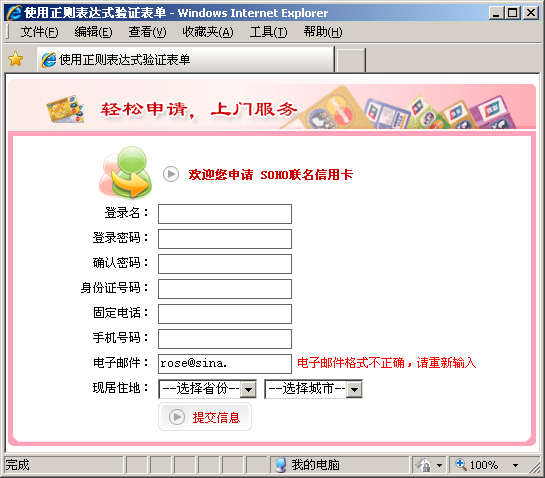 使用正则表达式验证表单 - Windows Internet Explorer
文件(F) 编辑(E) 查看(V) 收藏夹(A) 工具(T) 帮助(H)
使用正则表达式验证表单
轻松申请，上门服务
欢迎您申请 SOHO联名信用卡
登录名：
登录密码：
确认密码：
身份证号码：
固定电话：
手机号码：
电子邮件： rose@sina. 电子邮件格式不正确，请重新输入
现居住地： --选择省份-- --选择城市--
提交信息
完成 我的电脑 100%